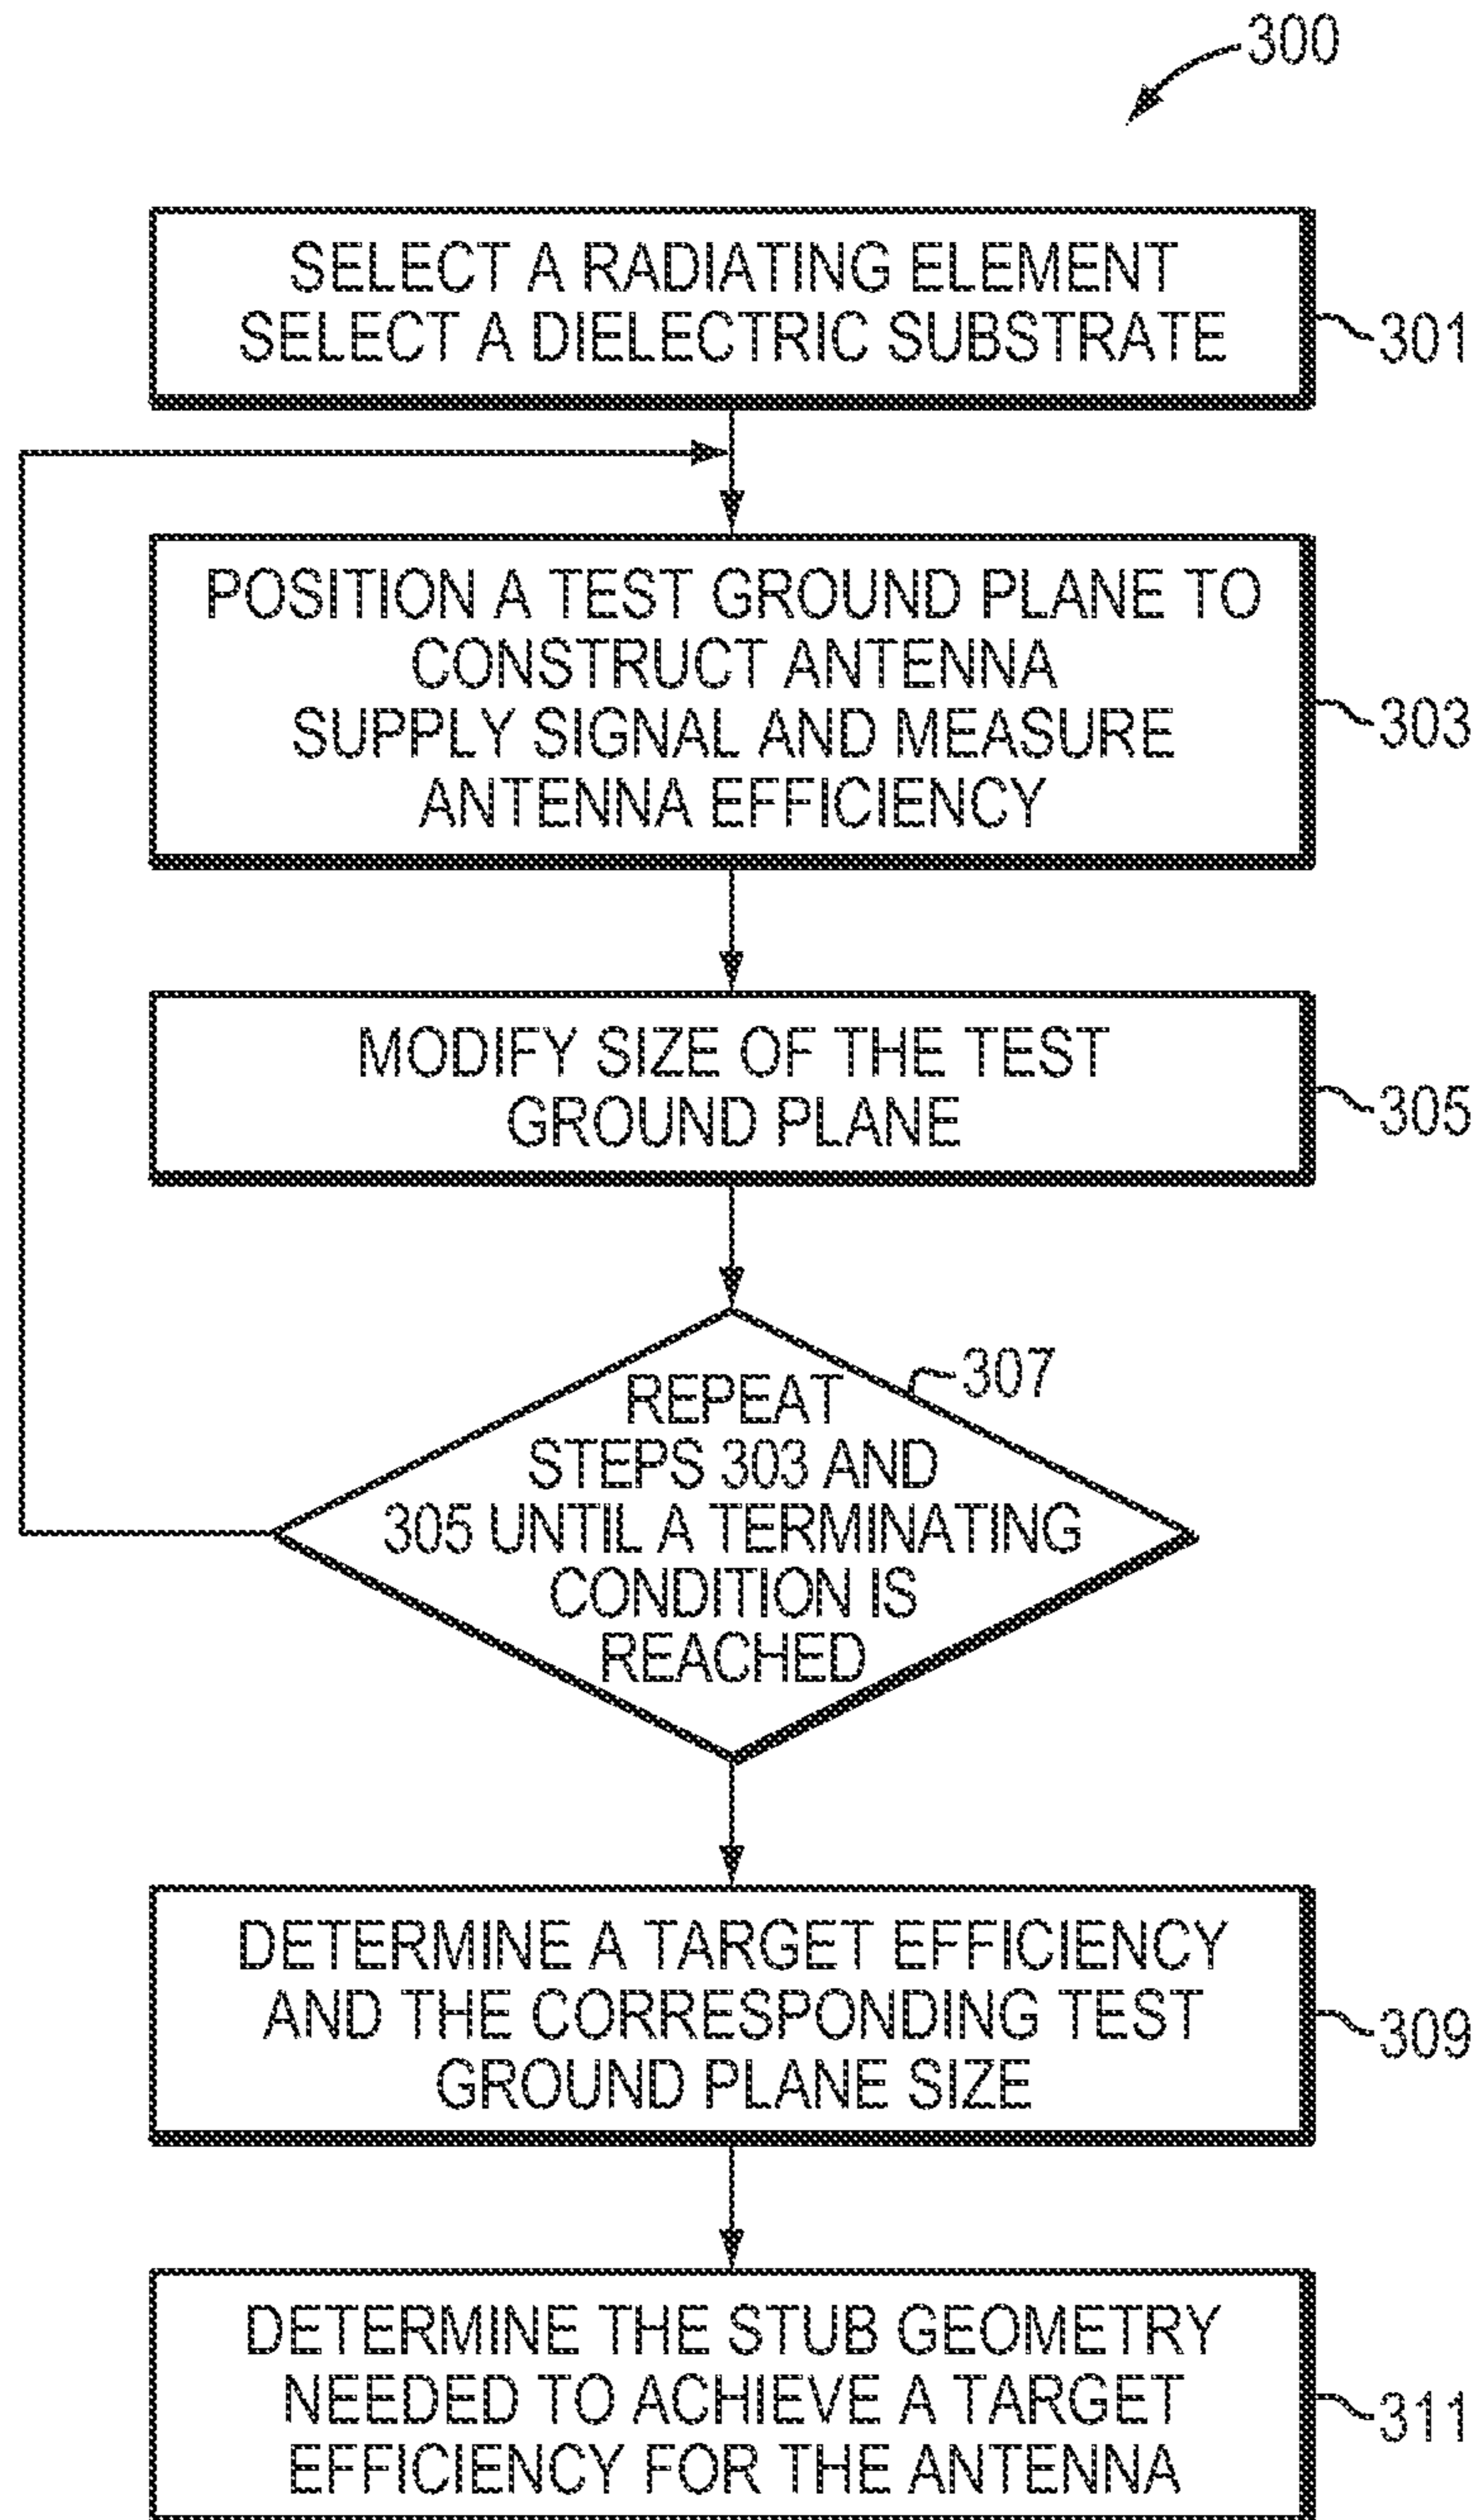 300
SELECT A RADIATING ELEMENT
SELECT A DIELECTRIC SUBSTRATE
301
POSITION A TEST GROUND PLANE TO
CONSTRUCT ANTENNA
SUPPLY SIGNAL AND MEASURE
ANTENNA EFFICIENCY
303
MODIFY SIZE OF THE TEST
GROUND PLANE
305
307
REPEAT
STEPS 303 AND
305 UNTIL A TERMINATING
CONDITION IS
REACHED
DETERMINE A TARGET EFFICIENCY
AND THE CORRESPONDING TEST
GROUND PLANE SIZE
309
DETERMINE THE STUB GEOMETRY
NEEDED TO ACHIEVE A TARGET
EFFICIENCY FOR THE ANTENNA
311